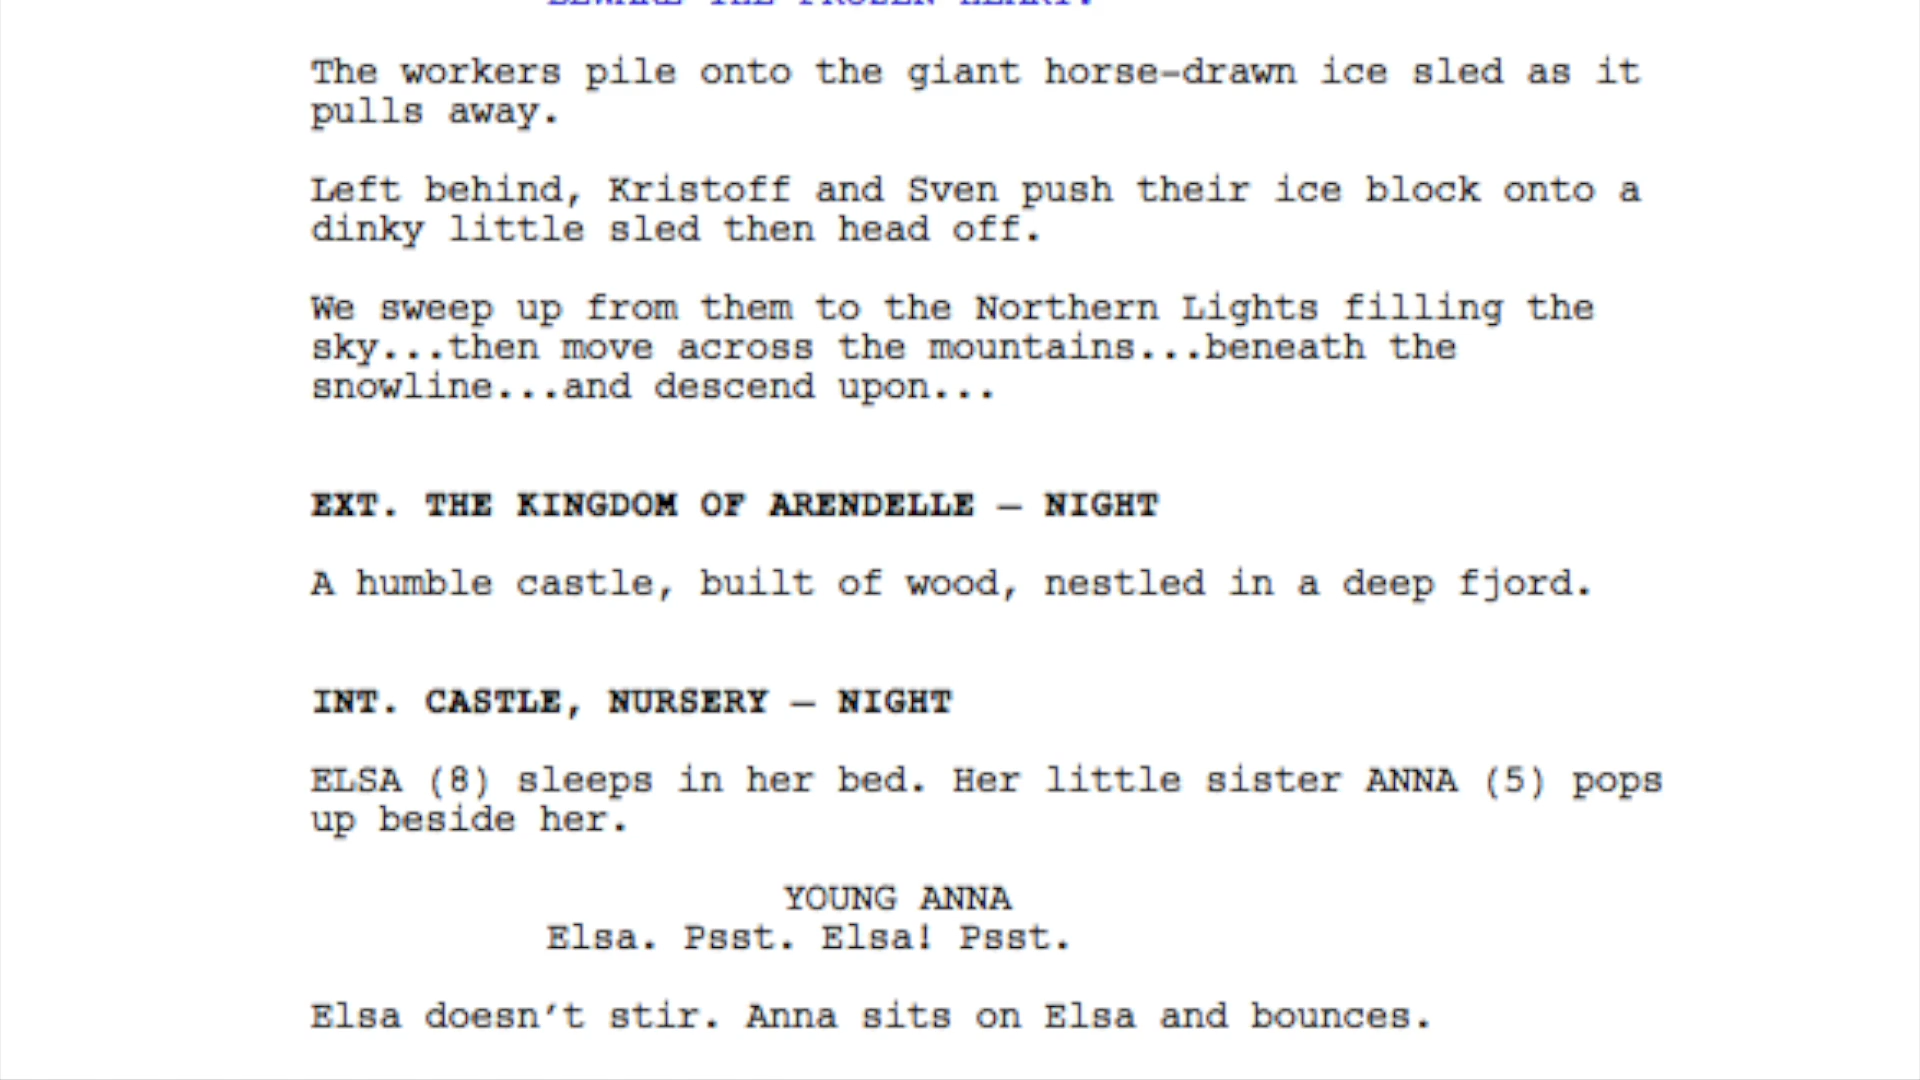 BEWARE THE FROZEN HEART.
The workers pile onto the giant horse-drawn ice sled as it
pulls away.
Left behind, Kristoff and Sven push their ice block onto a
dinky little sled then head off.
We sweep up from them to the Northern Lights filling the
sky...then move across the mountains...beneath the
snowline...and descend upon...
EXT. THE KINGDOM OF ARENDELLE — NIGHT
A humble castle, built of wood, nestled in a deep fjord.
INT. CASTLE, NURSERY — NIGHT
ELSA (8) sleeps in her bed. Her little sister ANNA (5) pops
up beside her.
YOUNG ANNA
Elsa. Psst. Elsa! Psst.
Elsa doesn’t stir. Anna sits on Elsa and bounces.